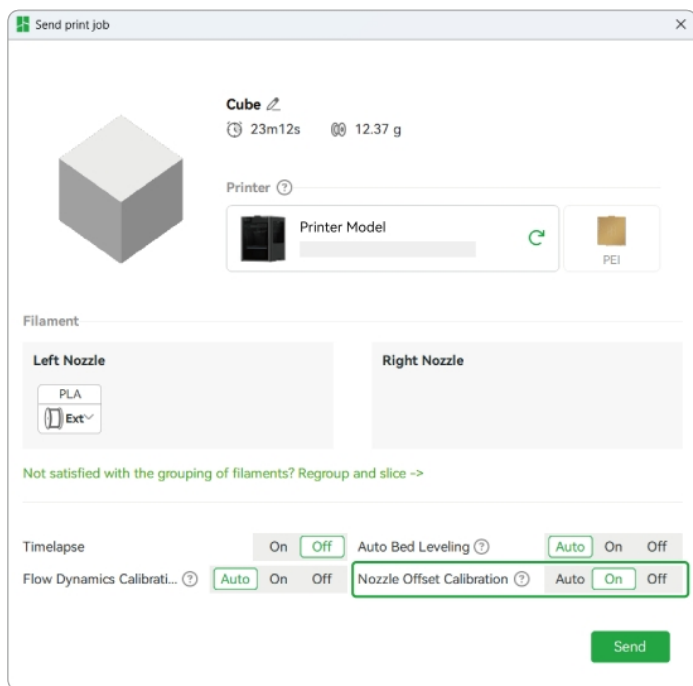 Send print job
Cube
23m12s 12.37 g
Printer
Printer Model
PEI
Filament
Left Nozzle
PLA
Ext
Right Nozzle
Not satisfied with the grouping of filaments? Regroup and slice ->
Timelapse On Off
Auto Bed Leveling ? Auto On Off
Flow Dynamics Calibrati... ? Auto On Off
Nozzle Offset Calibration ? Auto On Off
Send